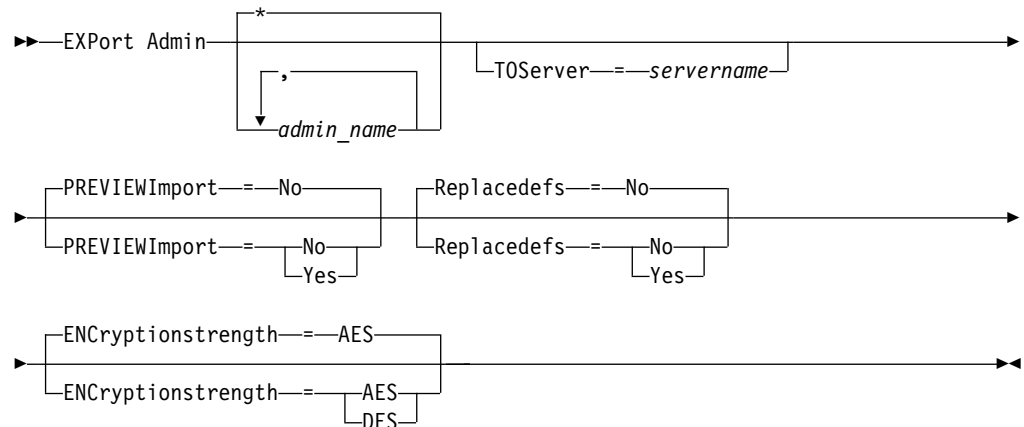 *
EXPort Admin
TOServer = servername
,
admin_name
PREVIEWImport = No
Replacedefs = No
PREVIEWImport = No
Replacedefs = No
Yes
Yes
ENCryptionstrength = AES
ENCryptionstrength = AES
DES